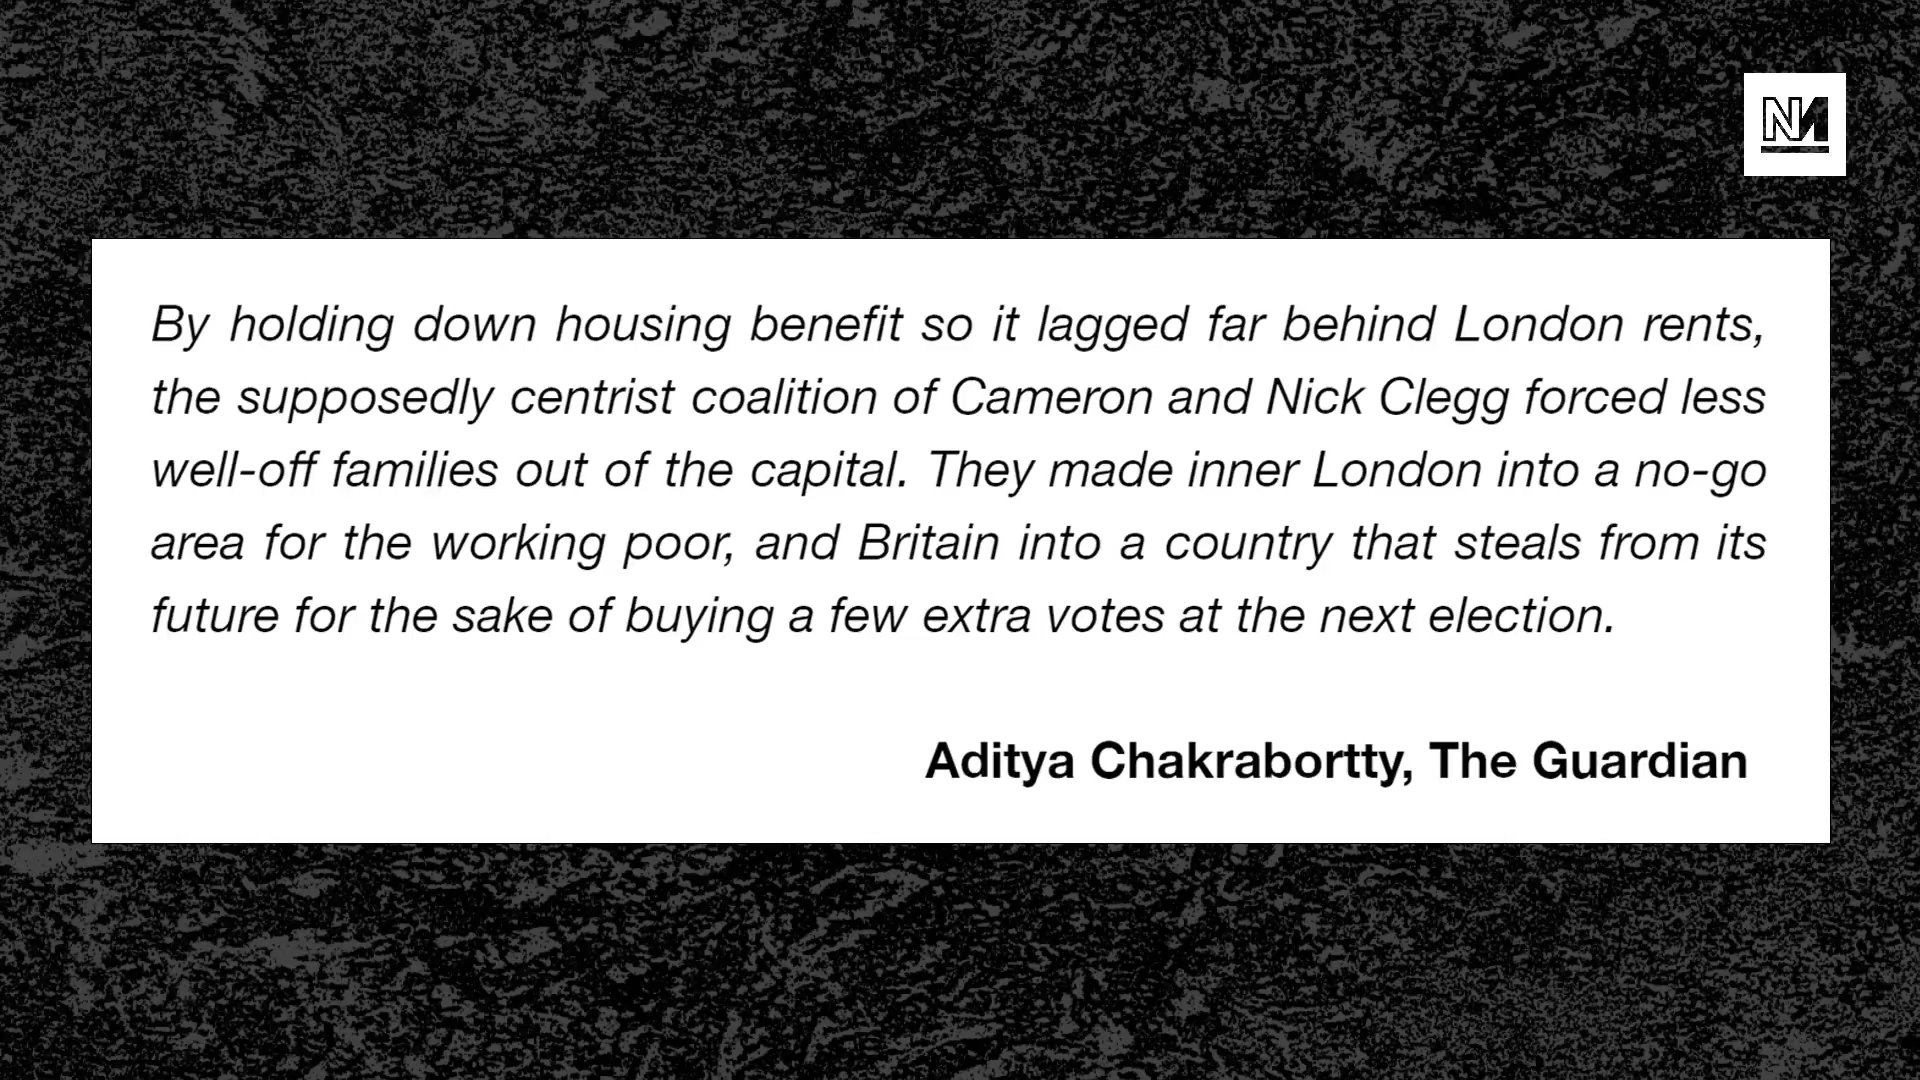 NM
By holding down housing benefit so it lagged far behind London rents,
the supposedly centrist coalition of Cameron and Nick Clegg forced less
well-off families out of the capital. They made inner London into a no-go
area for the working poor, and Britain into a country that steals from its
future for the sake of buying a few extra votes at the next election.
Aditya Chakrabortty, The Guardian